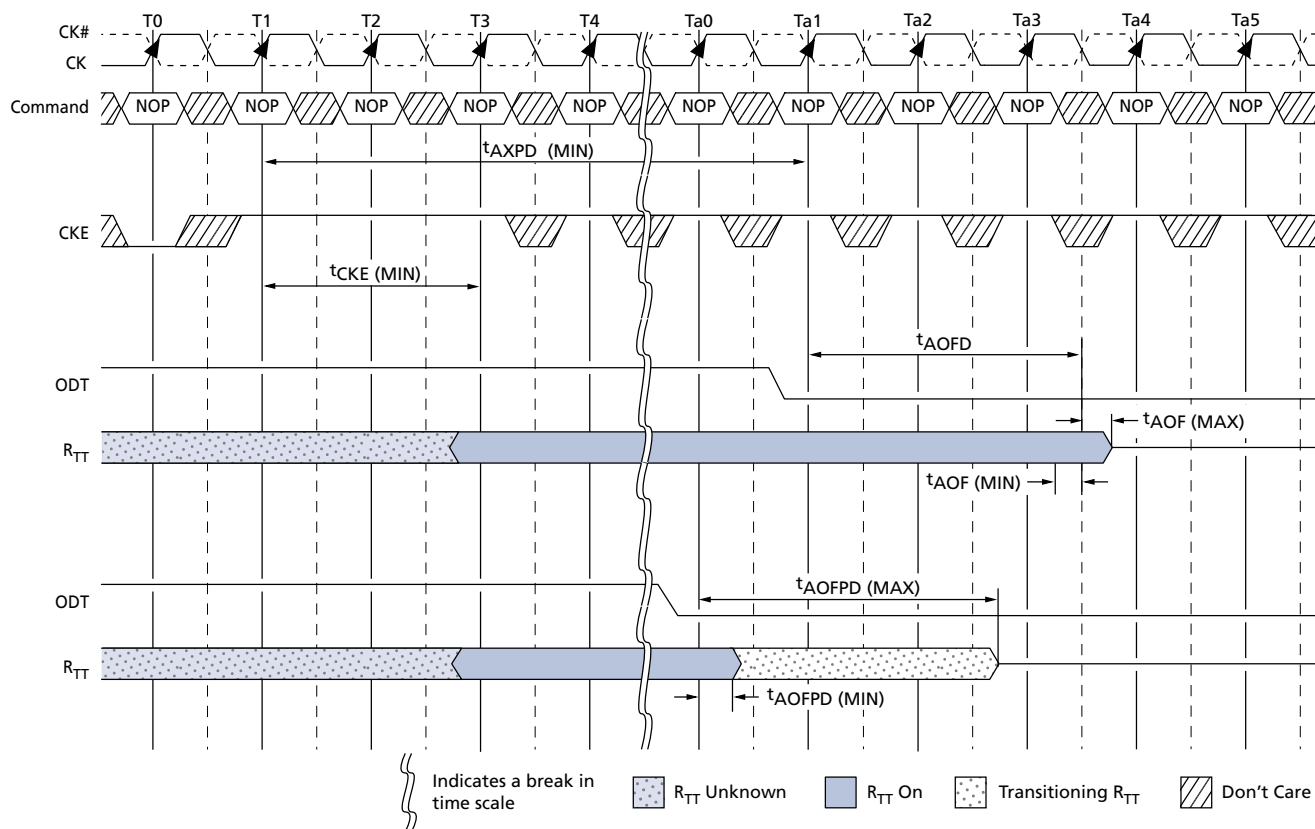 T0 T1 T2 T3 T4 Ta0 Ta1 Ta2 Ta3 Ta4 Ta5
CK#
CK
Command NOP NOP NOP NOP NOP NOP NOP NOP NOP NOP NOP
tAXPD (MIN)
CKE
tCKE (MIN)
tAOFD
ODT
tAOF (MAX)
RTT
tAOF (MIN)
tAOFPD (MAX)
ODT
RTT
tAOFPD (MIN)
Indicates a break in
time scale
RTT Unknown
RTT On
Transitioning RTT
Don't Care